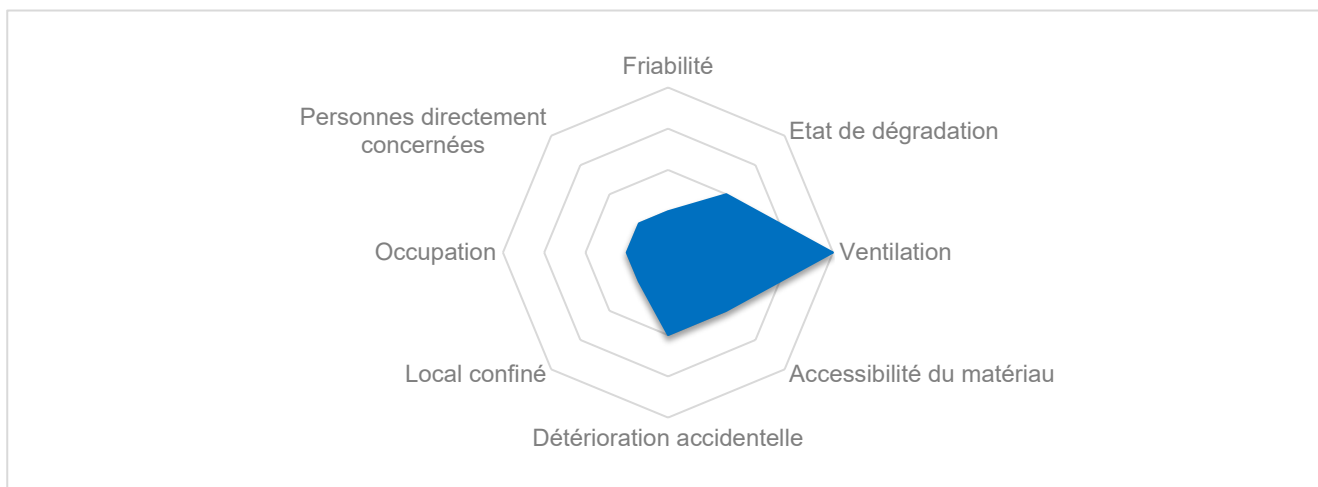 Friabilité
Personnes directement
concernées
Etat de dégradation
Occupation
Ventilation
Local confiné
Accessibilité du matériau
Détérioration accidentelle